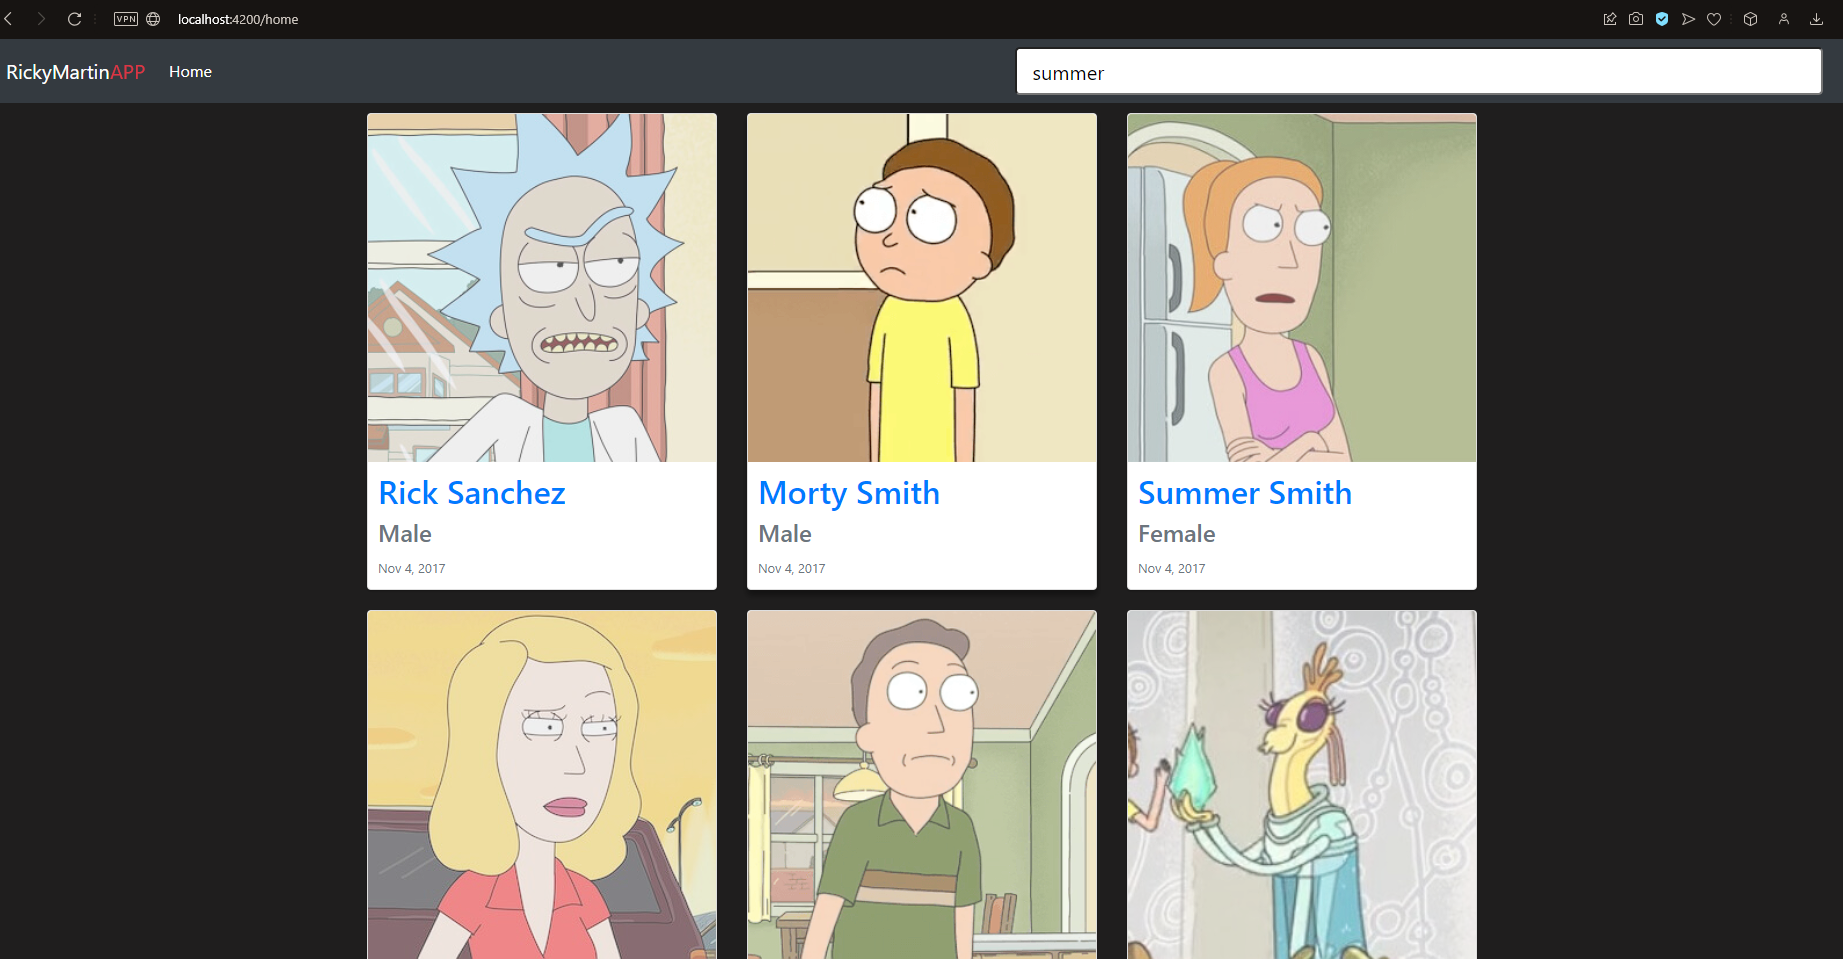 VPN localhost:4200/home
RickyMartinAPP Home summer
Rick Sanchez
Male
Nov 4, 2017
Morty Smith
Male
Nov 4, 2017
Summer Smith
Female
Nov 4, 2017